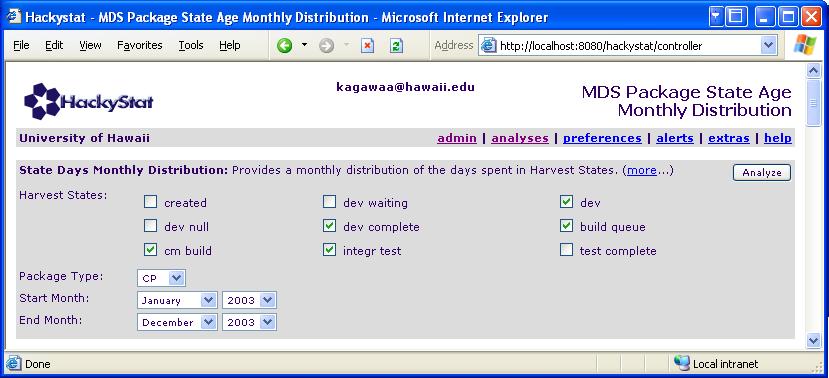 Hackystat - MDS Package State Age Monthly Distribution - Microsoft Internet Explorer
File Edit View Favorites Tools Help Address http://localhost:8080/hackystat/controller
HackyStat kagawaa@hawaii.edu MDS Package State Age
Monthly Distribution
University of Hawaii admin | analyses | preferences | alerts | extras | help
State Days Monthly Distribution: Provides a monthly distribution of the days spent in Harvest States. (more...) Analyze
Harvest States: created dev waiting dev
dev null dev complete build queue
cm build integr test test complete
Package Type: CP
Start Month: January 2003
End Month: December 2003
Done Local intranet